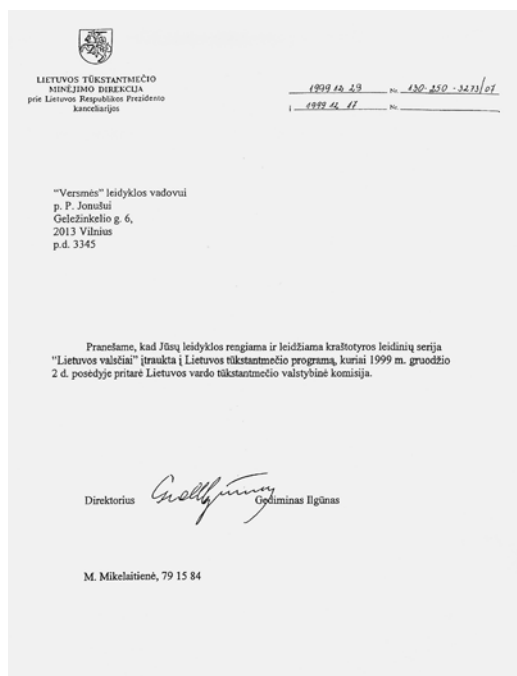 LIETUVOS TŪKSTANTMEČIO
MINĖJIMO DIREKCIJA
prie Lietuvos Respublikos Prezidento
kanceliarijos
1999 12 29 Nr. 130-250-3273/07
Į 1999 12 17 Nr.
"Versmės" leidyklos vadovui
p. P. Jonušui
Geležinkelio g. 6,
2013 Vilnius
p.d. 3345
Pranešame, kad Jūsų leidyklos rengiama ir leidžiama kraštotyros leidinių serija
"Lietuvos valsčiai" įtraukta į Lietuvos tūkstantmečio programą, kuriai 1999 m. gruodžio
2 d. posėdyje pritarė Lietuvos vardo tūkstantmečio valstybinė komisija.
Direktorius Gediminas Ilgūnas
M. Mikelaitienė, 79 15 84